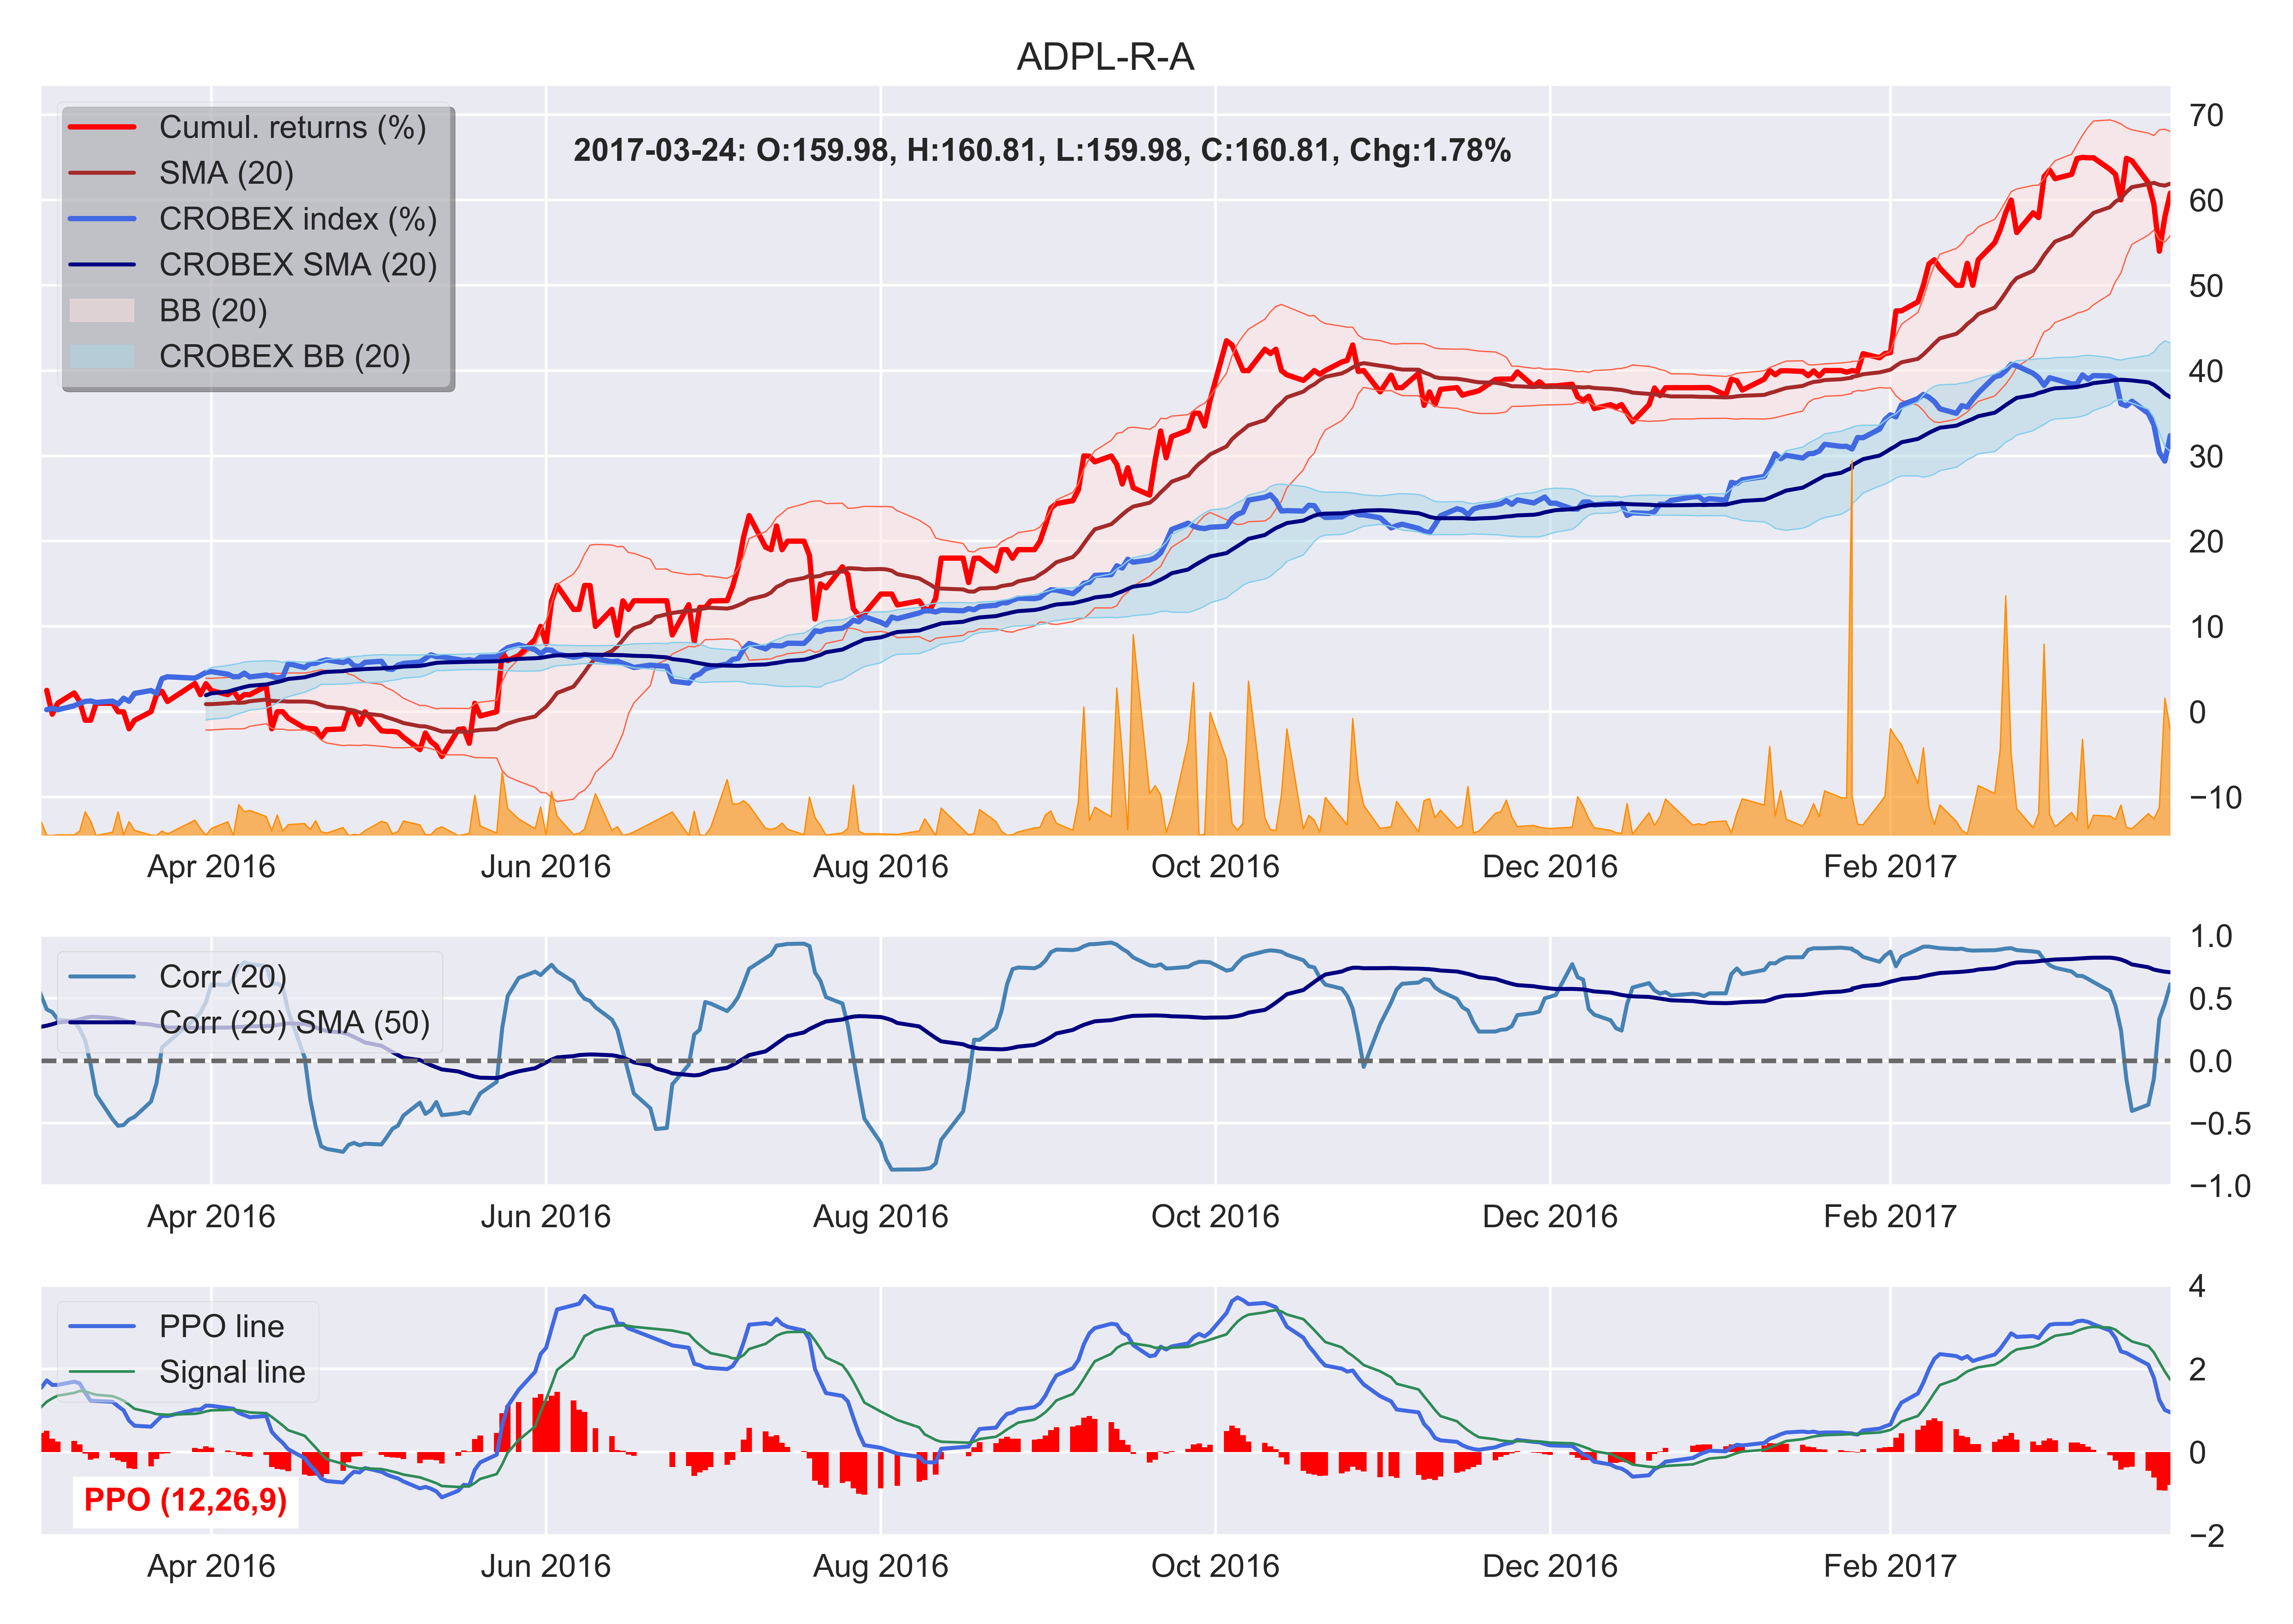 ADPL-R-A
2017-03-24: O:159.98, H:160.81, L:159.98, C:160.81, Chg:1.78%
Cumul. returns (%)
SMA (20)
CROBEX index (%)
CROBEX SMA (20)
BB (20)
CROBEX BB (20)
70
60
50
40
30
20
10
0
−10
Apr 2016 Jun 2016 Aug 2016 Oct 2016 Dec 2016 Feb 2017
Corr (20)
Corr (20) SMA (50)
1.0
0.5
0.0
−0.5
−1.0
Apr 2016 Jun 2016 Aug 2016 Oct 2016 Dec 2016 Feb 2017
PPO line
Signal line
PPO (12,26,9)
4
2
0
−2
Apr 2016 Jun 2016 Aug 2016 Oct 2016 Dec 2016 Feb 2017